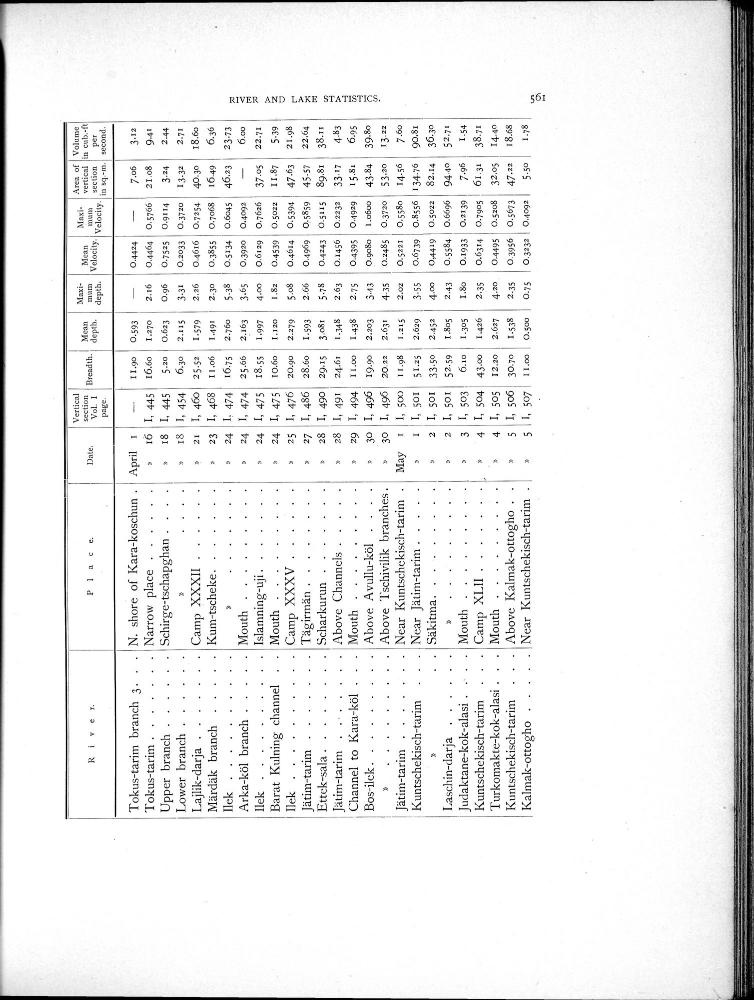 RIVER AND LAKE STATISTICS. 561
River. Place. Date. Vertical section Vol. I page. Breadth. Mean depth. Maximum depth. Mean Velocity. Maximum Velocity. Area of vertical section in sq.-m. Volume in cub.-ft per second.
Tokus-tarim branch 3. . . N. shore of Kara-koschun . April 1 — 11.90 0.593 — 0.4424 — 7.06 3.12
Tokus-tarim . . . . . . Narrow place . . . . . . » 16 I, 445 16.60 1.270 2.16 0.4464 0.5766 21.08 9.41
Upper branch . . . . . Schirge-tschapghan . . . . » 18 I, 445 5.20 0.623 0.96 0.7525 0.9114 3.24 2.44
Lower branch . . . . . » . . . . » 18 I, 454 6.30 2.115 3.31 0.2033 0.3720 13.32 2.71
Lajlik-darja . . . . . . Camp XXXII . . . . . . » 21 I, 460 25.52 1.579 2.26 0.4616 0.7254 40.30 18.60
Märdäk branch . . . . Kum-tscheke. . . . . . . » 23 I, 468 11.06 1.491 2.30 0.3855 0.7068 16.49 6.36
Ilek . . . . . . . . » . . . . . . » 24 I, 474 16.75 2.760 5.38 0.5134 0.6045 46.23 23.73
Arka-köl branch . . . . Mouth . . . . . . . . » 24 I, 474 25.66 2.163 3.65 0.3920 0.4092 — 6.00
Ilek . . . . . . . . Islamning-uji . . . . . . » 24 I, 475 18.55 1.997 4.00 0.6129 0.7626 37.05 22.71
Barat Kulning channel . . Mouth . . . . . . . . » 24 I, 475 10.60 1.120 1.82 0.4539 0.5022 11.87 5.39
Ilek . . . . . . . . Camp XXXV . . . . . . » 25 I, 476 20.90 2.279 5.08 0.4614 0.5394 47.63 21.98
Jätim-tarim . . . . . . Tägirmän . . . . . . . » 27 I, 486 28.60 1.593 2.66 0.4969 0.5859 45.57 22.64
Ettek-sala . . . . . . Scharkurun . . . . . . . » 28 I, 490 29.15 3.081 5.78 0.4243 0.5115 89.81 38.11
Jätim-tarim . . . . . . Above Channels . . . . . » 28 I, 491 24.61 1.348 2.63 0.1456 0.2232 33.17 4.83
Channel to Kara-köl . . . Mouth . . . . . . . . » 29 I, 494 11.00 1.438 2.75 0.4395 0.4929 15.81 6.95
Bos-ilek . . . . . . . Above Avullu-köl . . . . » 30 I, 496 19.90 2.203 3.43 0.9080 1.0600 43.84 39.80
» . . . . . . . Above Tschivilik branches. » 30 I, 496 20.22 2.631 4.35 0.2485 0.3720 53.20 13.22
Jätim-tarim . . . . . . Near Kuntschekisch-tarim May 1 I, 500 11.98 1.215 2.02 0.5221 0.5580 14.56 7.60
Kuntschekisch-tarim . . Near Jätim-tarim . . . . . » 1 I, 501 51.25 2.629 3.55 0.6739 0.8556 134.76 90.81
» . . Säkitma. . . . . . . . » 2 I, 501 33.50 2.452 4.00 0.4419 0.5022 82.14 36.30
Laschin-darja . . . . . » . . . . . . . » 2 I, 501 52.59 1.805 2.43 0.5584 0.6696 94.40 52.71
Judaktane-kok-alasi . . . Mouth . . . . . . . . » 3 I, 503 6.10 1.305 1.80 0.1933 0.2139 7.96 1.54
Kuntschekisch-tarim . . Camp XLII . . . . . . » 4 I, 504 43.00 1.426 2.35 0.6314 0.7905 61.31 38.71
Turkomakte-kok-alasi . . Mouth . . . . . . . . » 4 I, 505 12.20 2.627 4.20 0.4495 0.5208 32.05 14.40
Kuntschekisch-tarim . . Above Kalmak-ottogho . . » 5 I, 506 30.70 1.538 2.35 0.3956 0.5673 47.22 18.68
Kalmak-ottogho . . . . Near Kuntschekisch-tarim . » 5 I, 507 11.00 0.500 0.75 0.3232 0.4092 5.50 1.78